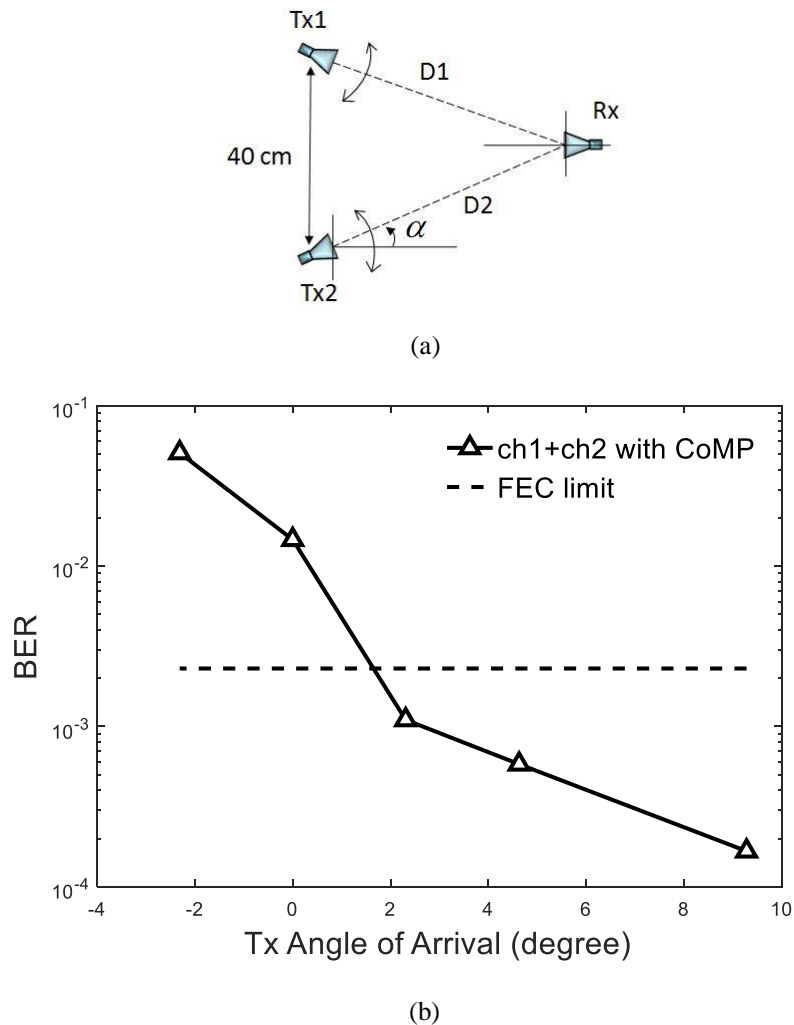 Tx1
D1
Rx
40 cm
D2
α
Tx2
(a)
10^-1
ch1+ch2 with CoMP
FEC limit
10^-2
BER
10^-3
10^-4
-4 -2 0 2 4 6 8 10
Tx Angle of Arrival (degree)
(b)